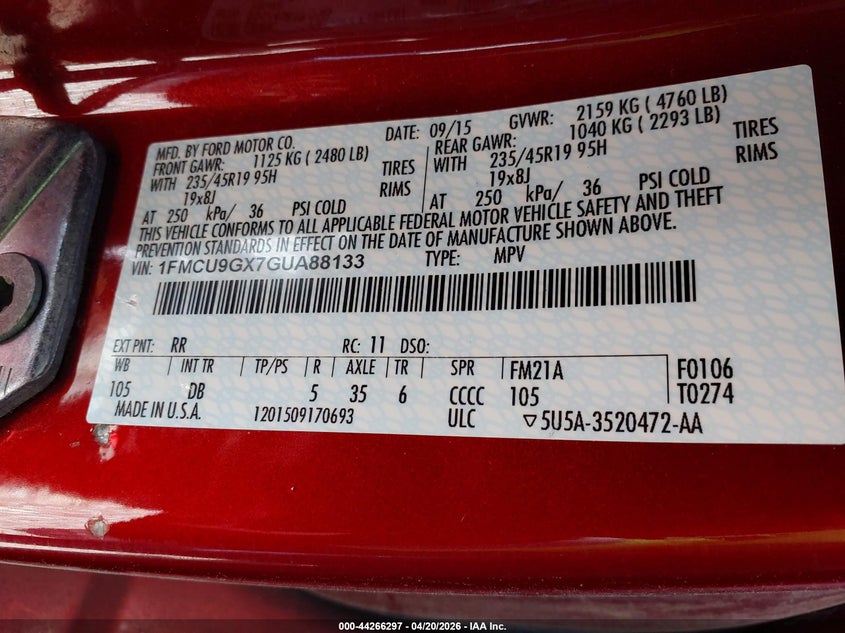 MFD. BY FORD MOTOR CO. DATE: 09/15 GVWR: 2159 KG ( 4760 LB)
FRONT GAWR: 1125 KG ( 2480 LB) REAR GAWR: 1040 KG ( 2293 LB)
WITH 235/45R19 95H TIRES WITH 235/45R19 95H TIRES
19x8J RIMS 19x8J RIMS
AT 250 kPa/ 36 PSI COLD AT 250 kPa/ 36 PSI COLD
THIS VEHICLE CONFORMS TO ALL APPLICABLE FEDERAL MOTOR VEHICLE SAFETY AND THEFT
PREVENTION STANDARDS IN EFFECT ON THE DATE OF MANUFACTURE SHOWN ABOVE.
VIN: 1FMCU9GX7GUA88133 TYPE: MPV
EXT PNT: RR RC: 11 DSO:
WB INT TR TP/PS R AXLE TR SPR FM21A F0106
105 DB 5 35 6 CCCC 105 T0274
MADE IN U.S.A. 1201509170693 ULC ▽5U5A-3520472-AA
000-44266297 - 04/20/2026 - IAA Inc.